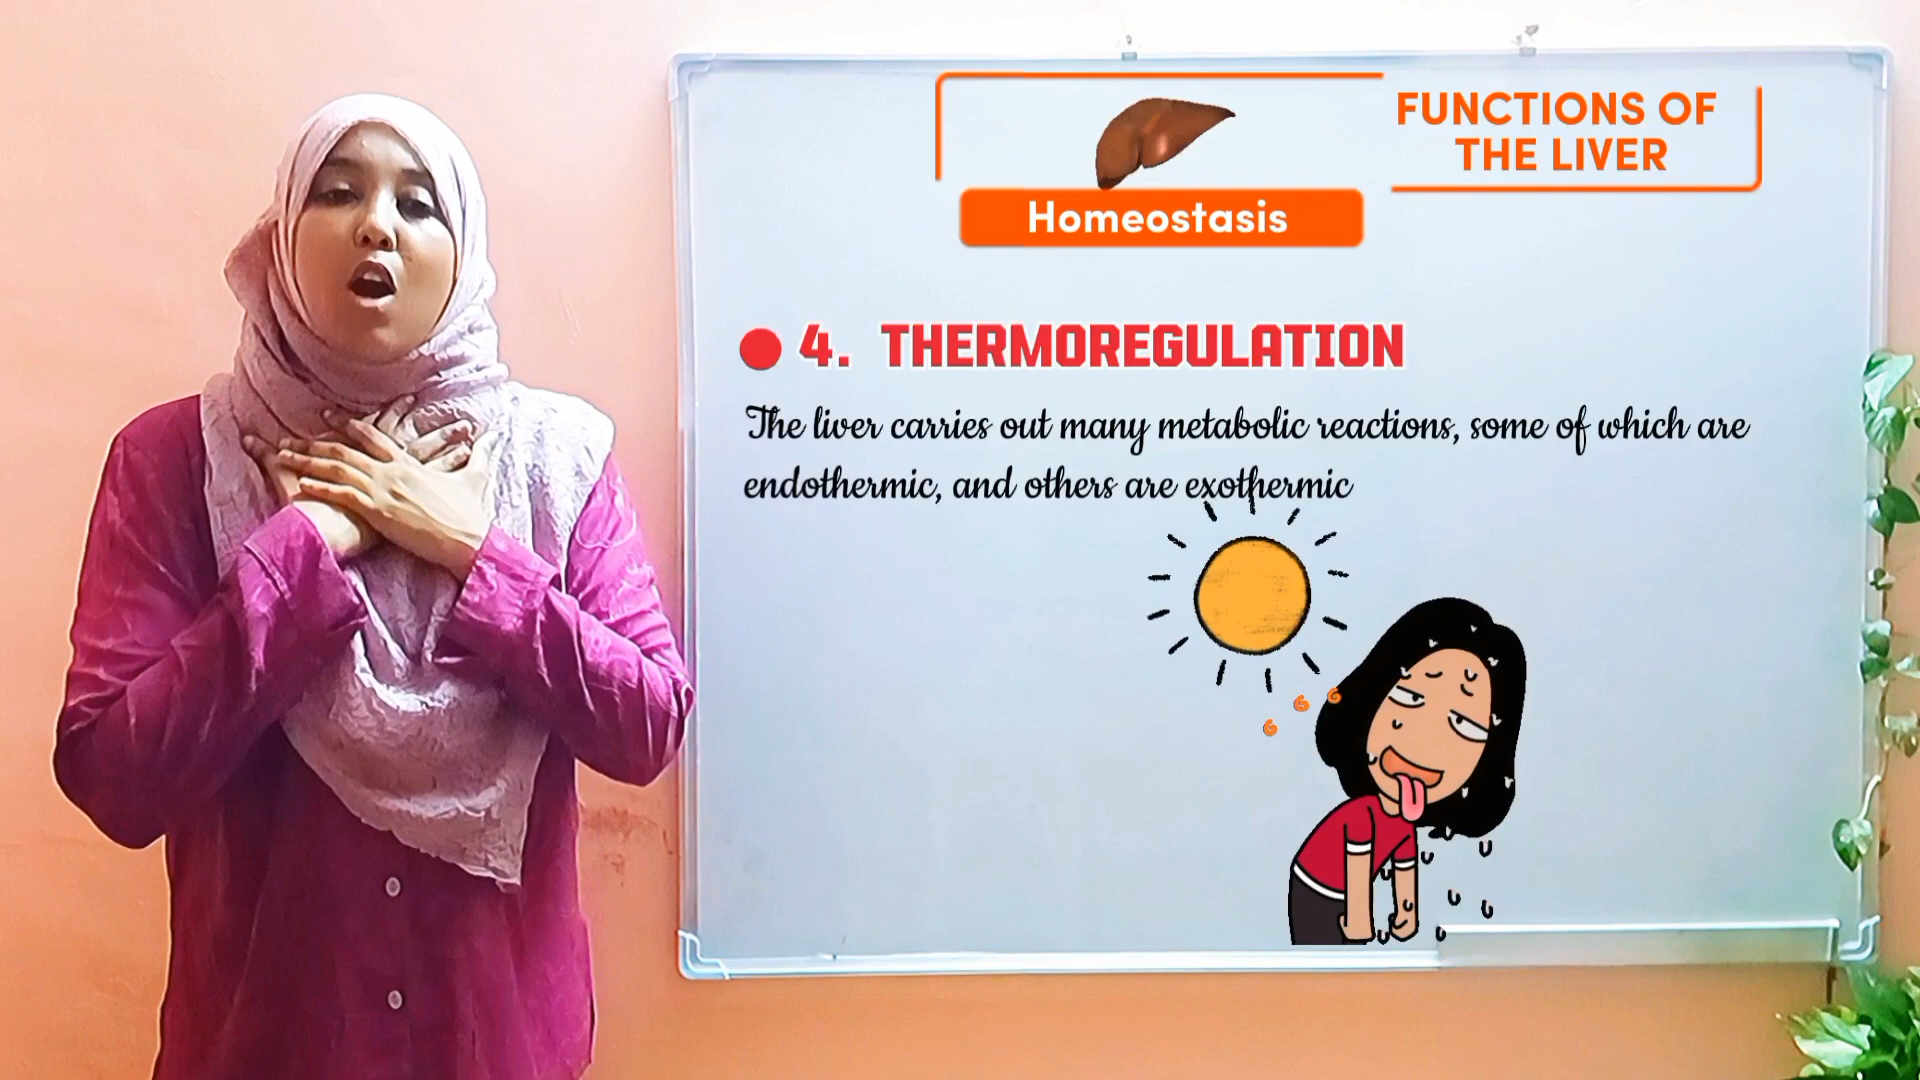 FUNCTIONS OF
THE LIVER
Homeostasis
4. THERMOREGULATION
The liver carries out many metabolic reactions, some of which are
endothermic, and others are exothermic